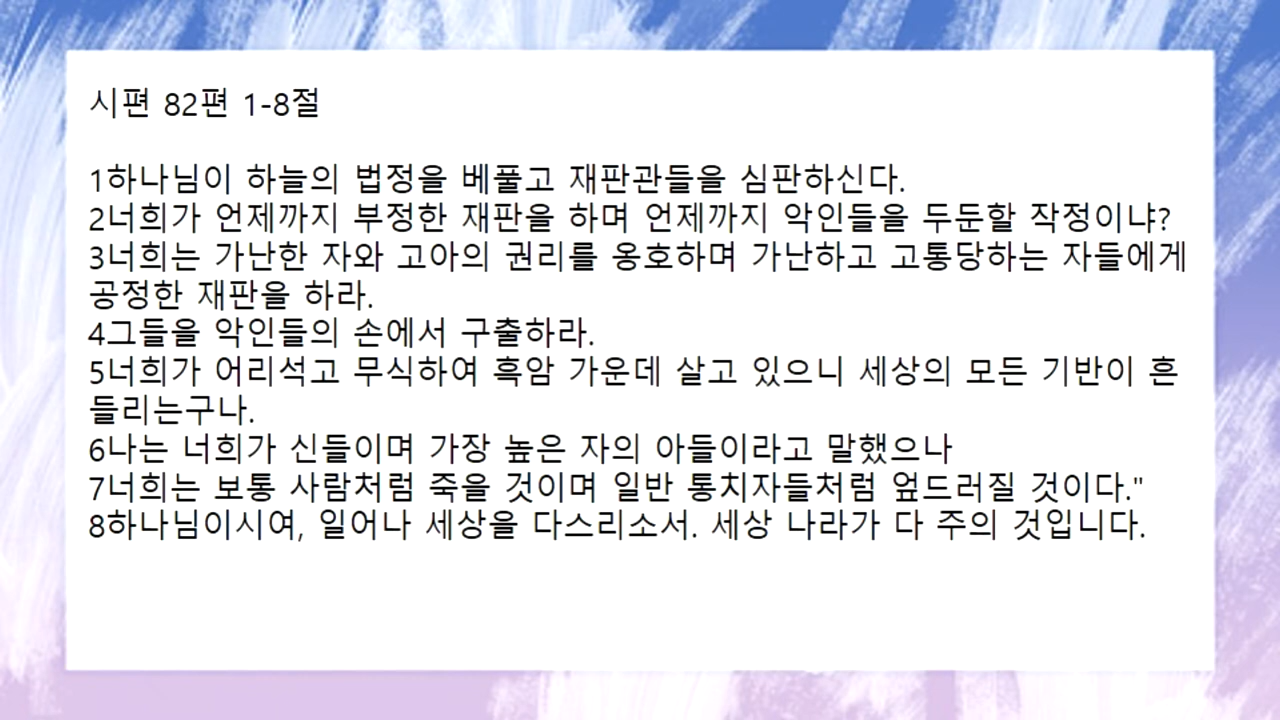 시편 82편 1-8절
1하나님이 하늘의 법정을 베풀고 재판관들을 심판하신다.
2너희가 언제까지 부정한 재판을 하며 언제까지 악인들을 두둔할 작정이냐?
3너희는 가난한 자와 고아의 권리를 옹호하며 가난하고 고통당하는 자들에게
공정한 재판을 하라.
4그들을 악인들의 손에서 구출하라.
5너희가 어리석고 무식하여 흑암 가운데 살고 있으니 세상의 모든 기반이 흔
들리는구나.
6나는 너희가 신들이며 가장 높은 자의 아들이라고 말했으나
7너희는 보통 사람처럼 죽을 것이며 일반 통치자들처럼 엎드러질 것이다."
8하나님이시여, 일어나 세상을 다스리소서. 세상 나라가 다 주의 것입니다.